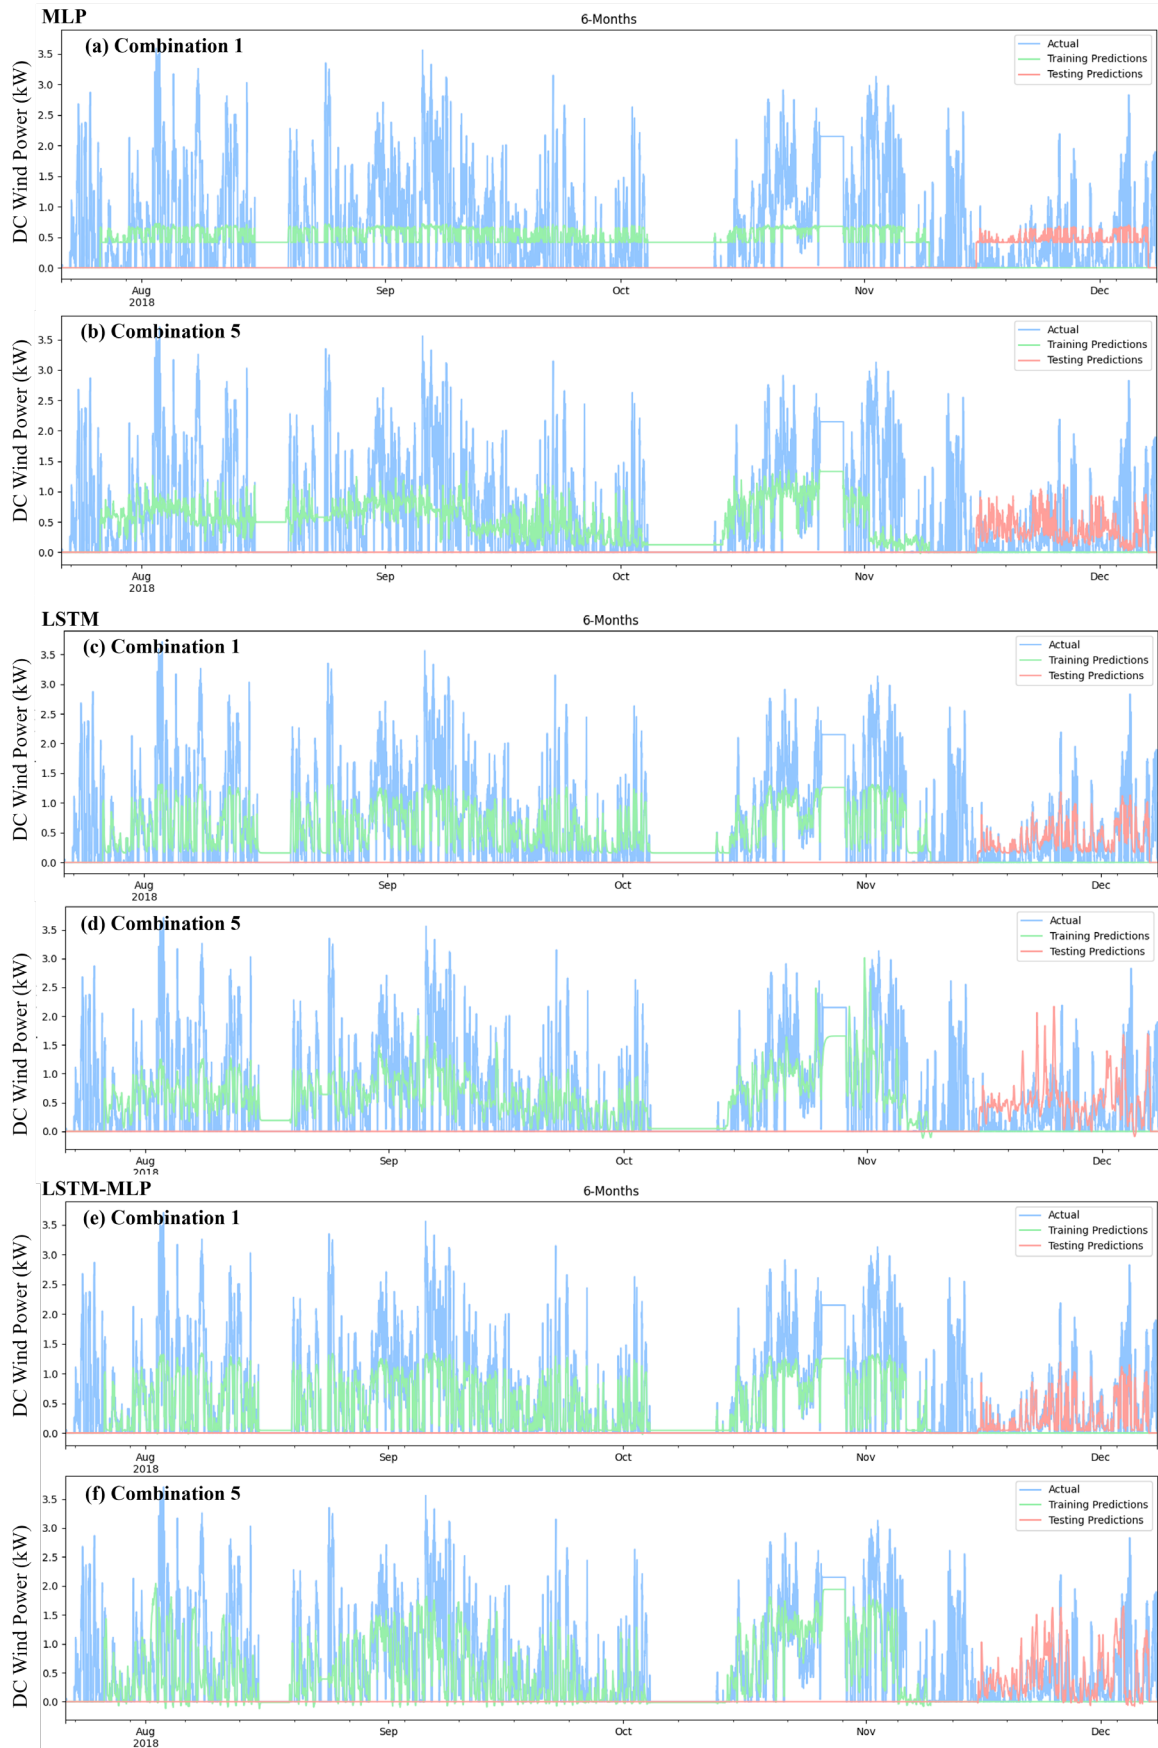 MLP
6-Months
(a) Combination 1
Actual
Training Predictions
Testing Predictions
DC Wind Power (kW)
3.5
3.0
2.5
2.0
1.5
1.0
0.5
0.0
Aug
2018
Sep
Oct
Nov
Dec
(b) Combination 5
Actual
Training Predictions
Testing Predictions
DC Wind Power (kW)
3.5
3.0
2.5
2.0
1.5
1.0
0.5
0.0
Aug
2018
Sep
Oct
Nov
Dec
LSTM
6-Months
(c) Combination 1
Actual
Training Predictions
Testing Predictions
DC Wind Power (kW)
3.5
3.0
2.5
2.0
1.5
1.0
0.5
0.0
Aug
2018
Sep
Oct
Nov
Dec
(d) Combination 5
Actual
Training Predictions
Testing Predictions
DC Wind Power (kW)
3.5
3.0
2.5
2.0
1.5
1.0
0.5
0.0
Aug
2018
Sep
Oct
Nov
Dec
LSTM-MLP
6-Months
(e) Combination 1
Actual
Training Predictions
Testing Predictions
DC Wind Power (kW)
3.5
3.0
2.5
2.0
1.5
1.0
0.5
0.0
Aug
2018
Sep
Oct
Nov
Dec
(f) Combination 5
Actual
Training Predictions
Testing Predictions
DC Wind Power (kW)
3.5
3.0
2.5
2.0
1.5
1.0
0.5
0.0
Aug
2018
Sep
Oct
Nov
Dec